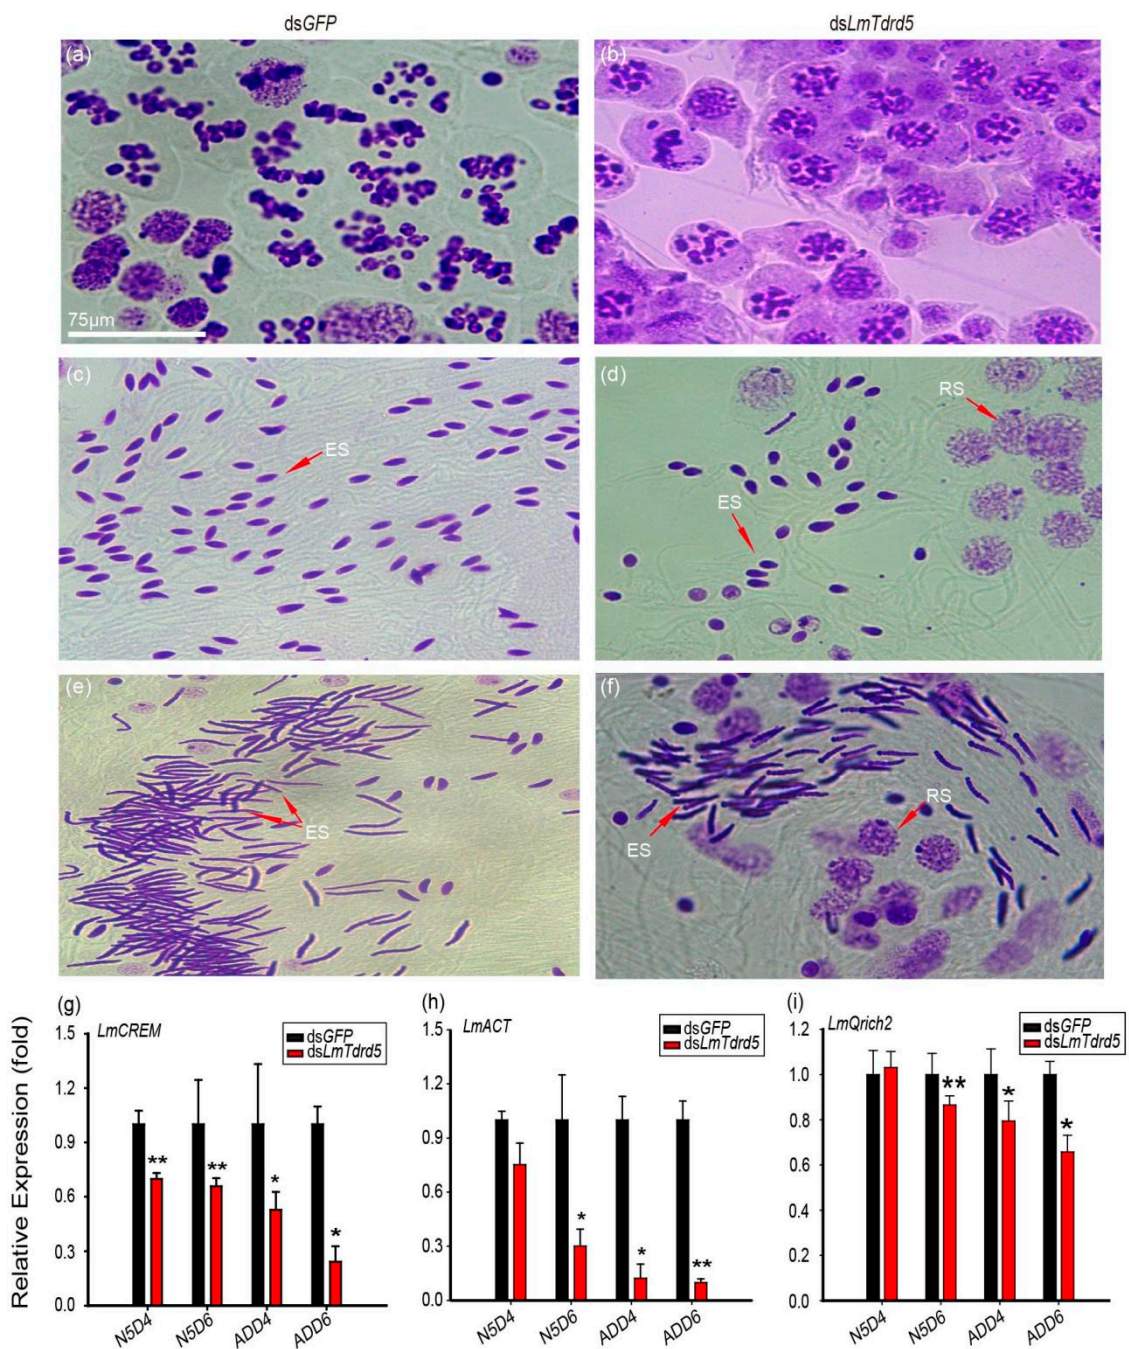 dsGFP
dsLmTdrd5
(a)
(b)
75μm
(c)
ES
(d)
RS
ES
(e)
ES
(f)
RS
ES
Relative Expression (fold)
(g)
LmCREM
dsGFP
dsLmTdrd5
1.5
1.2
0.9
0.6
0.3
0.0
**
**
*
*
N5D4
N5D6
ADD4
ADD6
(h)
LmACT
dsGFP
dsLmTdrd5
1.5
1.2
0.9
0.6
0.3
0.0
*
*
**
N5D4
N5D6
ADD4
ADD6
(i)
LmQrich2
dsGFP
dsLmTdrd5
1.2
1.0
0.8
0.6
0.4
0.2
0.0
**
*
*
N5D4
N5D6
ADD4
ADD6